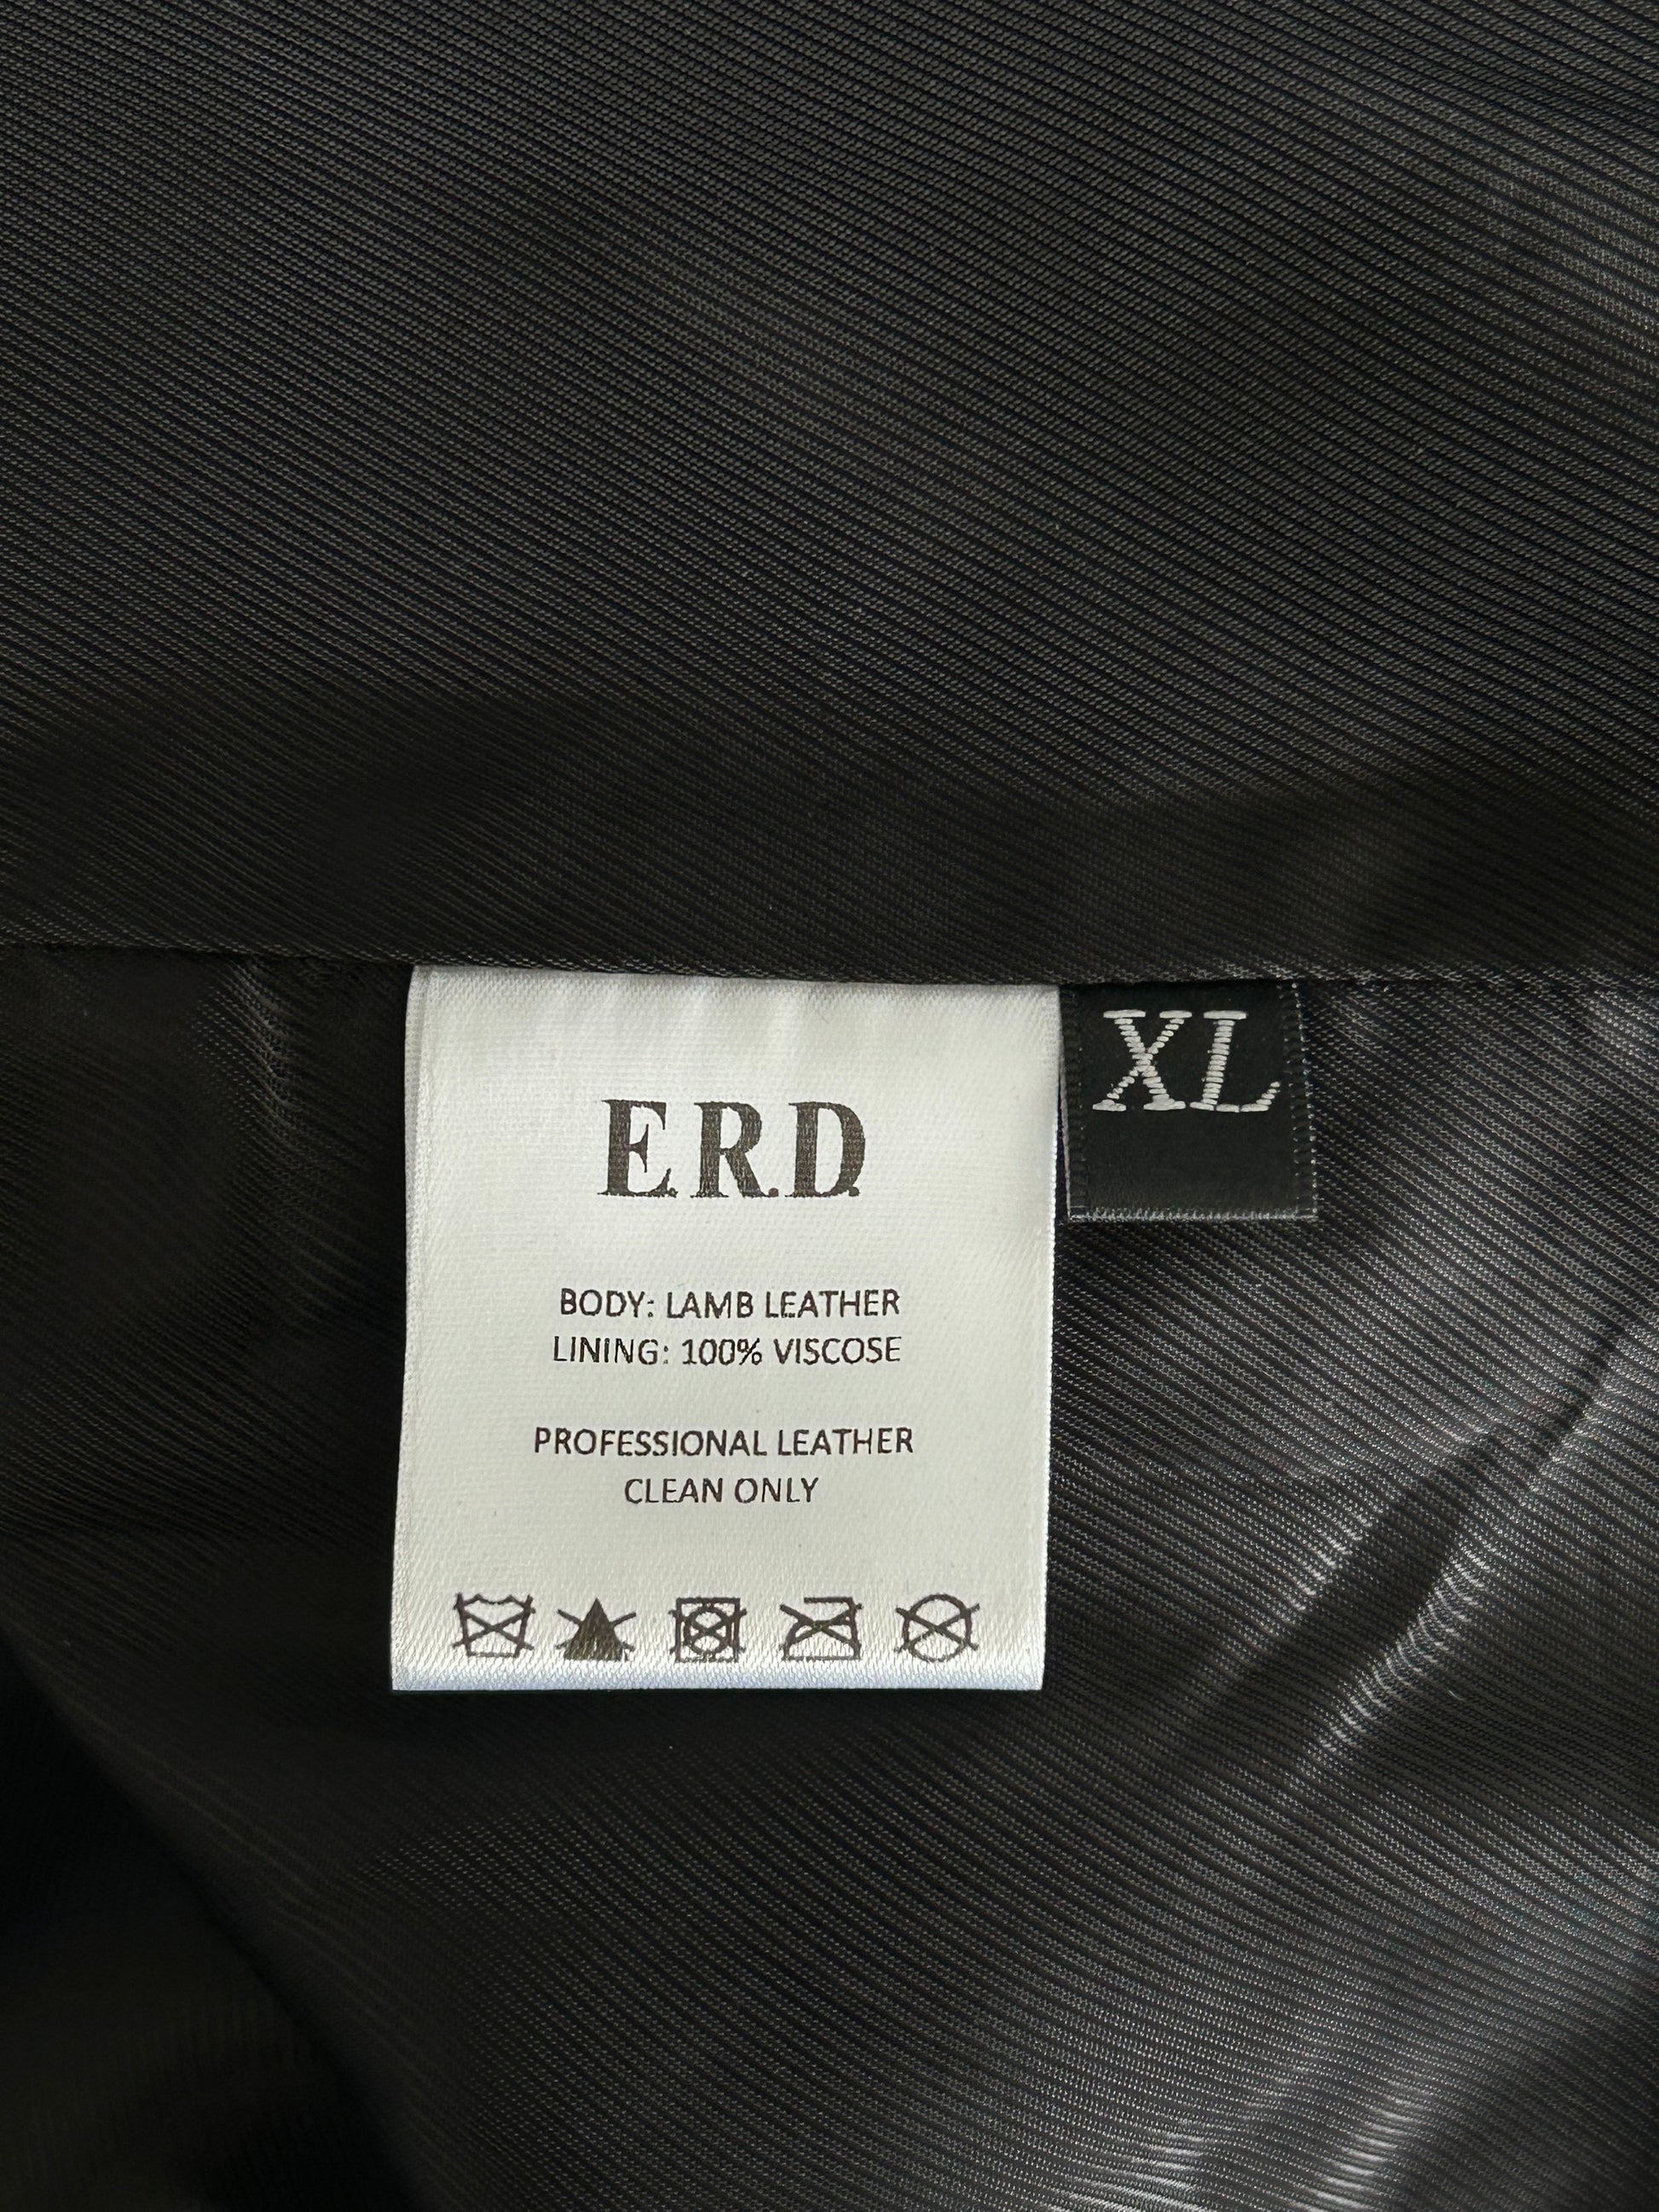 E.R.D.
XL
BODY: LAMB LEATHER
LINING: 100% VISCOSE
PROFESSIONAL LEATHER
CLEAN ONLY